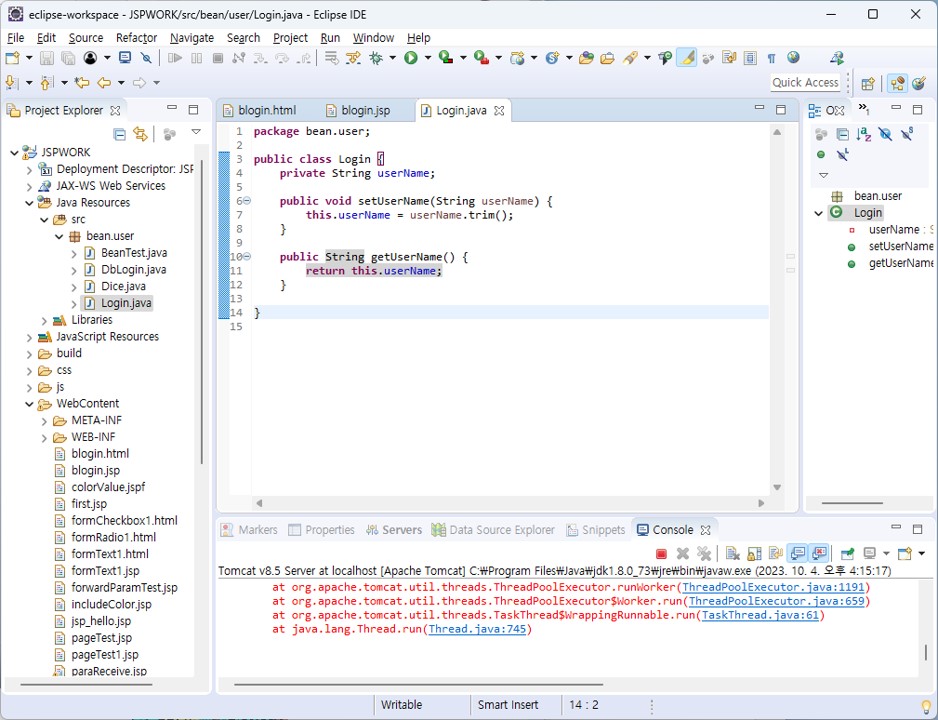 eclipse-workspace - JSPWORK/src/bean/user/Login.java - Eclipse IDE
File Edit Source Refactor Navigate Search Project Run Window Help
Quick Access
Project Explorer
JSPWORK
Deployment Descriptor: JSP
JAX-WS Web Services
Java Resources
src
bean.user
BeanTest.java
DbLogin.java
Dice.java
Login.java
Libraries
JavaScript Resources
build
css
js
WebContent
META-INF
WEB-INF
blogin.html
blogin.jsp
colorValue.jspf
first.jsp
formCheckbox1.html
formRadio1.html
formText1.html
formText1.jsp
forwardParamTest.jsp
includeColor.jsp
jsp_hello.jsp
pageTest.jsp
pageTest1.jsp
paraReceive.jsp
blogin.html blogin.jsp Login.java
1 package bean.user;
2
3 public class Login {
4 private String userName;
5
6 public void setUserName(String userName) {
7 this.userName = userName.trim();
8 }
9
10 public String getUserName() {
11 return this.userName;
12 }
13
14 }
15
bean.user
Login
userName : S
setUserName
getUserName
Markers Properties Servers Data Source Explorer Snippets Console
Tomcat v8.5 Server at localhost [Apache Tomcat] C:₩Program Files₩Java₩jdk1.8.0_73₩jre₩bin₩javaw.exe (2023. 10. 4. 오후 4:15:17)
at org.apache.tomcat.util.threads.ThreadPoolExecutor.runWorker(ThreadPoolExecutor.java:1191)
at org.apache.tomcat.util.threads.ThreadPoolExecutor$Worker.run(ThreadPoolExecutor.java:659)
at org.apache.tomcat.util.threads.TaskThread$WrappingRunnable.run(TaskThread.java:61)
at java.lang.Thread.run(Thread.java:745)
Writable Smart Insert 14 : 2